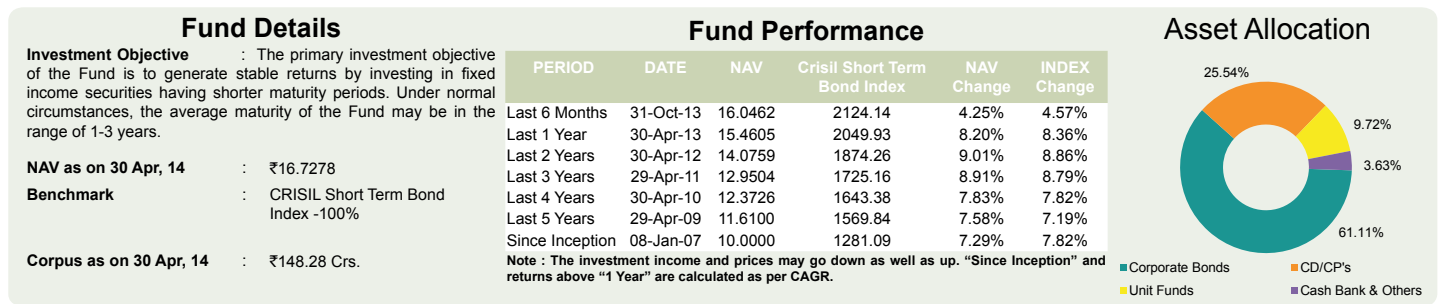 Fund Details
Investment Objective : The primary investment objective
of the Fund is to generate stable returns by investing in fixed
income securities having shorter maturity periods. Under normal
circumstances, the average maturity of the Fund may be in the
range of 1-3 years.
NAV as on 30 Apr, 14 : ₹16.7278
Benchmark : CRISIL Short Term Bond
Index -100%
Corpus as on 30 Apr, 14 : ₹148.28 Crs.
Fund Performance
PERIOD DATE NAV Crisil Short Term Bond Index NAV Change INDEX Change
Last 6 Months 31-Oct-13 16.0462 2124.14 4.25% 4.57%
Last 1 Year 30-Apr-13 15.4605 2049.93 8.20% 8.36%
Last 2 Years 30-Apr-12 14.0759 1874.26 9.01% 8.86%
Last 3 Years 29-Apr-11 12.9504 1725.16 8.91% 8.79%
Last 4 Years 30-Apr-10 12.3726 1643.38 7.83% 7.82%
Last 5 Years 29-Apr-09 11.6100 1569.84 7.58% 7.19%
Since Inception 08-Jan-07 10.0000 1281.09 7.29% 7.82%
Note : The investment income and prices may go down as well as up. “Since Inception” and
returns above “1 Year” are calculated as per CAGR.
Asset Allocation
25.54%
9.72%
3.63%
61.11%
Corporate Bonds CD/CP's
Unit Funds Cash Bank & Others